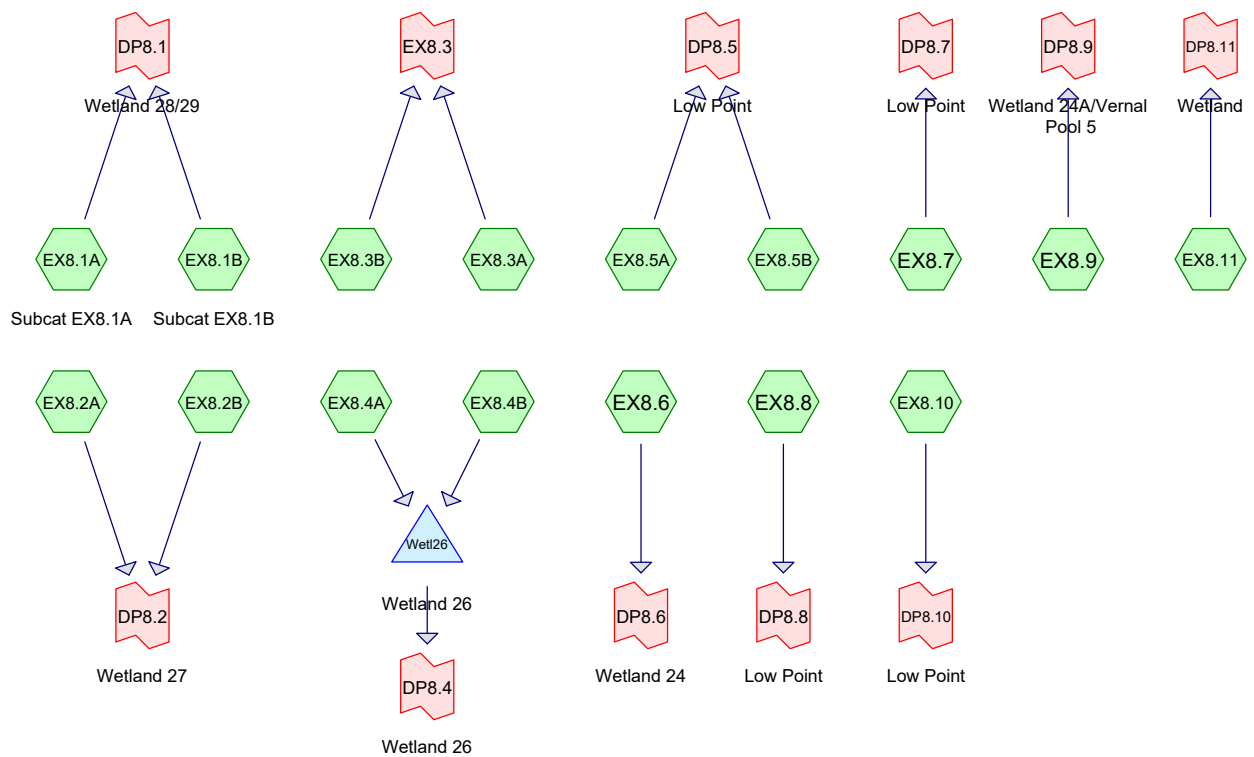 DP8.1
EX8.3
DP8.5
DP8.7
DP8.9
DP8.11
Wetland 28/29
Low Point
Low Point
Wetland 24A/Vernal
Pool 5
Wetland
EX8.1A
EX8.1B
EX8.3B
EX8.3A
EX8.5A
EX8.5B
EX8.7
EX8.9
EX8.11
Subcat EX8.1A
Subcat EX8.1B
EX8.2A
EX8.2B
EX8.4A
EX8.4B
EX8.6
EX8.8
EX8.10
Wetl26
Wetland 26
DP8.2
DP8.6
DP8.8
DP8.10
Wetland 27
Wetland 24
Low Point
Low Point
DP8.4
Wetland 26